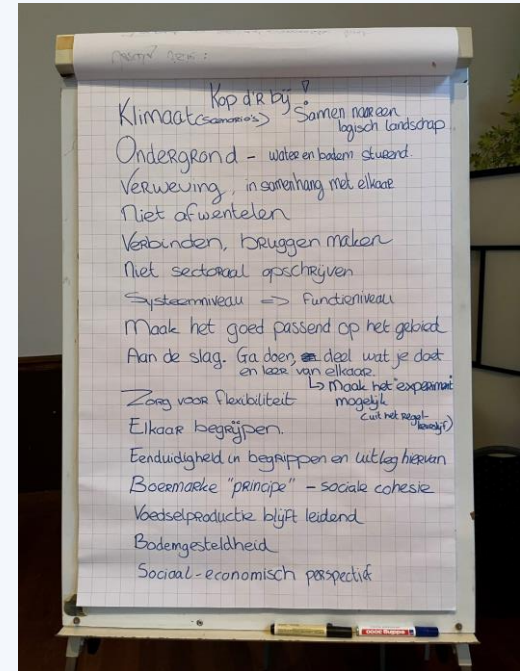 Kop d'R bij!
Klimaat (scenario's) Samen naar een
logisch landschap
Ondergrond - water en bodem sturend.
Verweving, in samenhang met elkaar
Niet afwentelen
Verbinden, bruggen maken
Niet sectoraal opschrijven
Systeemniveau => functieniveau
Maak het goed passend op het gebied
Aan de slag. Ga doen, deel wat je doet
en leer van elkaar.
↳ Maak het experiment
Zorg voor flexibiliteit mogelijk
(uit het regel-
Elkaar begrijpen.
Eenduidigheid in begrippen en uitleg hiervan
Boermarke "principe" - sociale cohesie
Voedselproductie blijft leidend
Bodemgesteldheid
Sociaal-economisch perspectief
edding 360